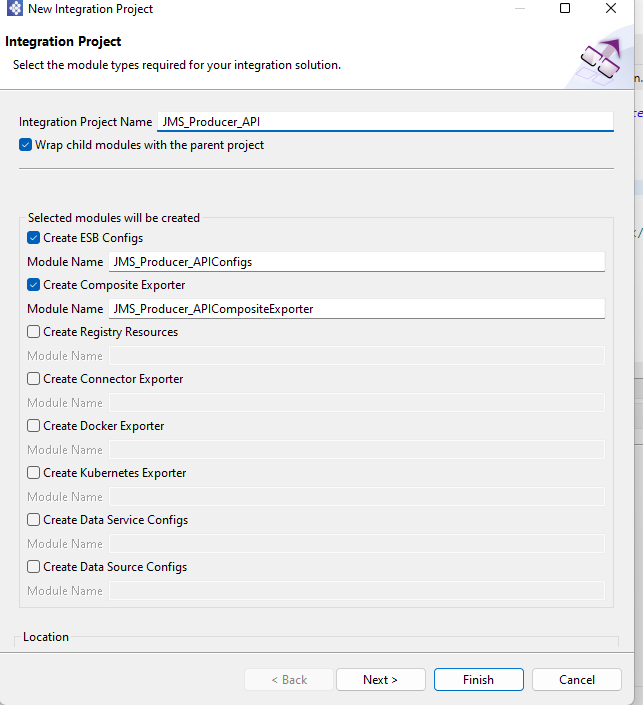 New Integration Project
Integration Project
Select the module types required for your integration solution.
Integration Project Name JMS_Producer_API
Wrap child modules with the parent project
Selected modules will be created
Create ESB Configs
Module Name JMS_Producer_APIConfigs
Create Composite Exporter
Module Name JMS_Producer_APICompositeExporter
Create Registry Resources
Module Name
Create Connector Exporter
Module Name
Create Docker Exporter
Module Name
Create Kubernetes Exporter
Module Name
Create Data Service Configs
Module Name
Create Data Source Configs
Module Name
Location
< Back Next > Finish Cancel